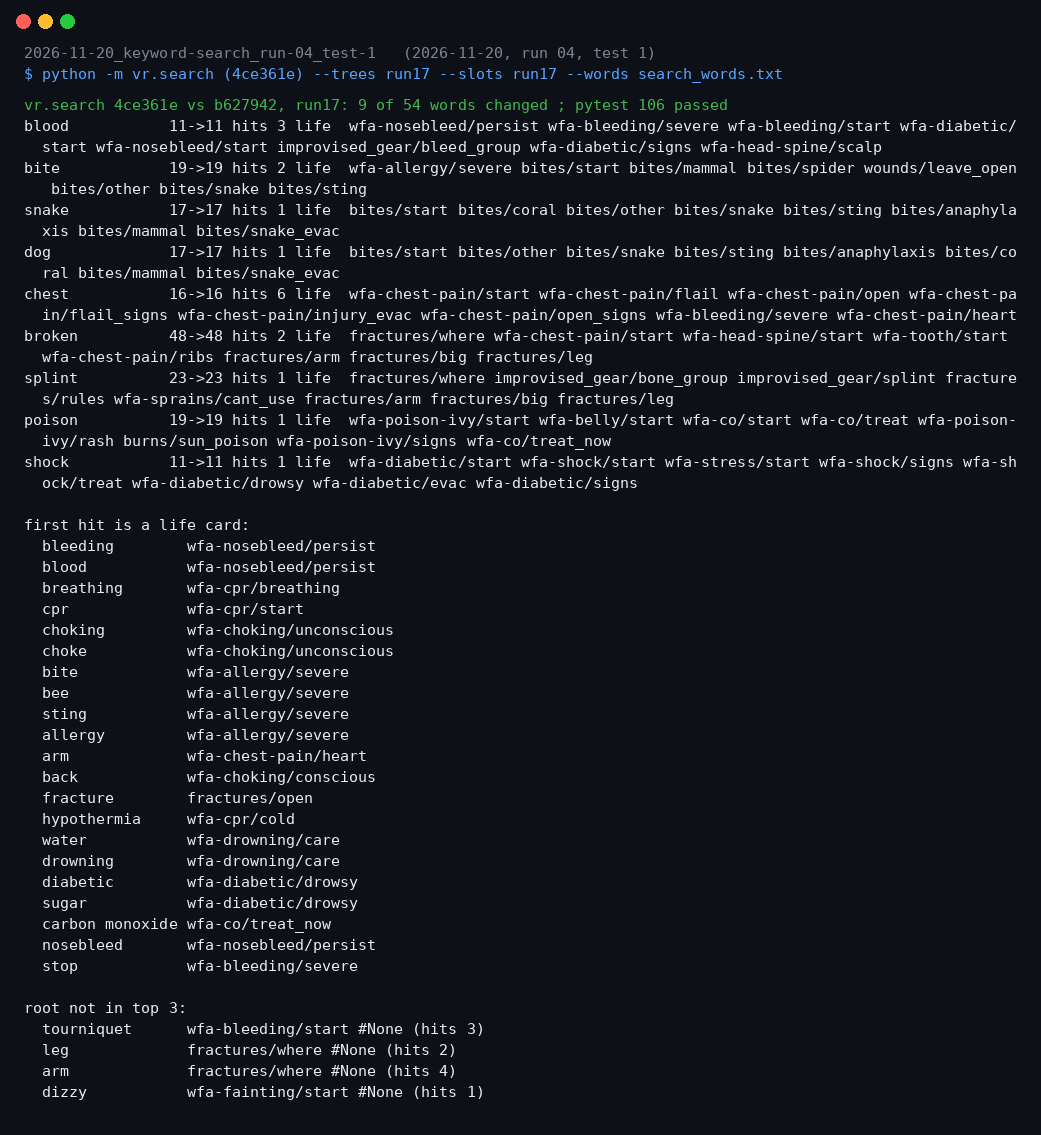 2026-11-20_keyword-search_run-04_test-1   (2026-11-20, run 04, test 1)
$ python -m vr.search (4ce361e) --trees run17 --slots run17 --words search_words.txt
vr.search 4ce361e vs b627942, run17: 9 of 54 words changed ; pytest 106 passed
blood           11->11 hits 3 life  wfa-nosebleed/persist wfa-bleeding/severe wfa-bleeding/start wfa-diabetic/
  start wfa-nosebleed/start improvised_gear/bleed_group wfa-diabetic/signs wfa-head-spine/scalp
bite            19->19 hits 2 life  wfa-allergy/severe bites/start bites/mammal bites/spider wounds/leave_open
   bites/other bites/snake bites/sting
snake           17->17 hits 1 life  bites/start bites/coral bites/other bites/snake bites/sting bites/anaphyla
  xis bites/mammal bites/snake_evac
dog             17->17 hits 1 life  bites/start bites/other bites/snake bites/sting bites/anaphylaxis bites/co
  ral bites/mammal bites/snake_evac
chest           16->16 hits 6 life  wfa-chest-pain/start wfa-chest-pain/flail wfa-chest-pain/open wfa-chest-pa
  in/flail_signs wfa-chest-pain/injury_evac wfa-chest-pain/open_signs wfa-bleeding/severe wfa-chest-pain/heart
broken          48->48 hits 2 life  fractures/where wfa-chest-pain/start wfa-head-spine/start wfa-tooth/start
  wfa-chest-pain/ribs fractures/arm fractures/big fractures/leg
splint          23->23 hits 1 life  fractures/where improvised_gear/bone_group improvised_gear/splint fracture
  s/rules wfa-sprains/cant_use fractures/arm fractures/big fractures/leg
poison          19->19 hits 1 life  wfa-poison-ivy/start wfa-belly/start wfa-co/start wfa-co/treat wfa-poison-
  ivy/rash burns/sun_poison wfa-poison-ivy/signs wfa-co/treat_now
shock           11->11 hits 1 life  wfa-diabetic/start wfa-shock/start wfa-stress/start wfa-shock/signs wfa-sh
  ock/treat wfa-diabetic/drowsy wfa-diabetic/evac wfa-diabetic/signs

first hit is a life card:
  bleeding        wfa-nosebleed/persist
  blood           wfa-nosebleed/persist
  breathing       wfa-cpr/breathing
  cpr             wfa-cpr/start
  choking         wfa-choking/unconscious
  choke           wfa-choking/unconscious
  bite            wfa-allergy/severe
  bee             wfa-allergy/severe
  sting           wfa-allergy/severe
  allergy         wfa-allergy/severe
  arm             wfa-chest-pain/heart
  back            wfa-choking/conscious
  fracture        fractures/open
  hypothermia     wfa-cpr/cold
  water           wfa-drowning/care
  drowning        wfa-drowning/care
  diabetic        wfa-diabetic/drowsy
  sugar           wfa-diabetic/drowsy
  carbon monoxide wfa-co/treat_now
  nosebleed       wfa-nosebleed/persist
  stop            wfa-bleeding/severe

root not in top 3:
  tourniquet      wfa-bleeding/start #None (hits 3)
  leg             fractures/where #None (hits 2)
  arm             fractures/where #None (hits 4)
  dizzy           wfa-fainting/start #None (hits 1)